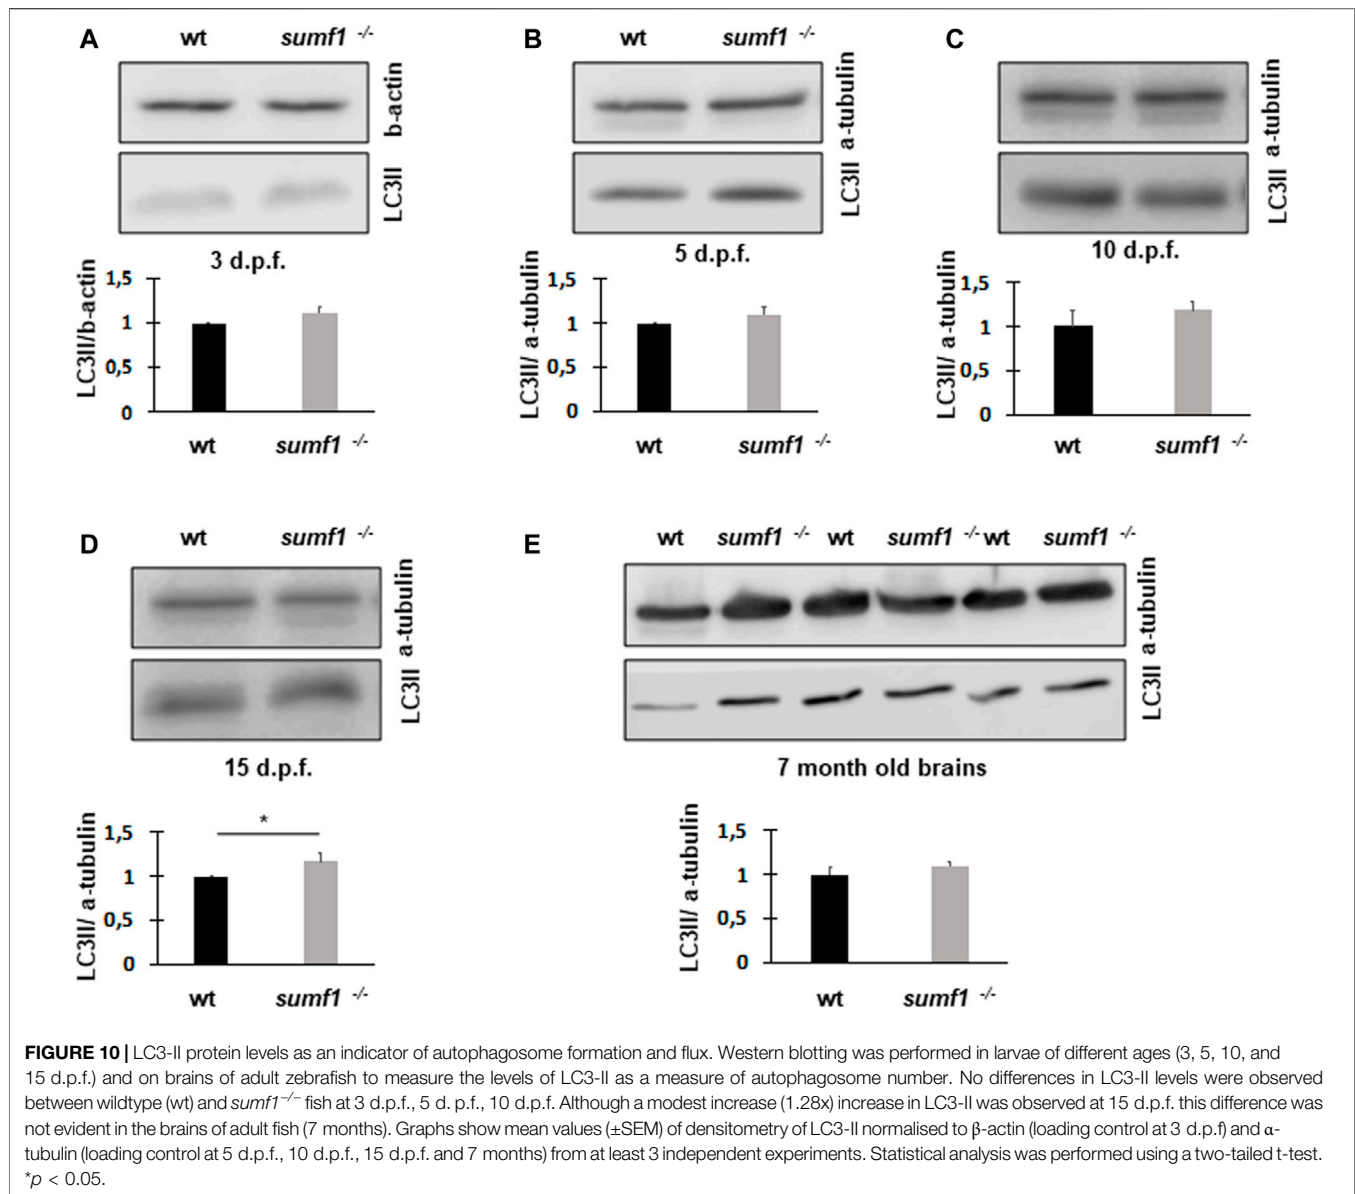 A
wt sumf1 -/-
b-actin
LC3II
3 d.p.f.
LC3II/b-actin
1,5
1
0,5
0
wt sumf1 -/-
B
wt sumf1 -/-
a-tubulin
LC3II
5 d.p.f.
LC3II/ a-tubulin
1,5
1
0,5
0
wt sumf1 -/-
C
a-tubulin
LC3II
10 d.p.f.
LC3II/ a-tubulin
1,5
1
0,5
0
wt sumf1 -/-
D
wt sumf1 -/-
a-tubulin
LC3II
15 d.p.f.
LC3II/ a-tubulin
1,5
1
0,5
0
*
wt sumf1 -/-
E
wt sumf1 -/- wt sumf1 -/- wt sumf1 -/-
a-tubulin
LC3II
7 month old brains
LC3II/ a-tubulin
1,5
1
0,5
0
wt sumf1 -/-
FIGURE 10 | LC3-II protein levels as an indicator of autophagosome formation and flux. Western blotting was performed in larvae of different ages (3, 5, 10, and
15 d.p.f.) and on brains of adult zebrafish to measure the levels of LC3-II as a measure of autophagosome number. No differences in LC3-II levels were observed
between wildtype (wt) and sumf1−/− fish at 3 d.p.f., 5 d. p.f., 10 d.p.f. Although a modest increase (1.28x) increase in LC3-II was observed at 15 d.p.f. this difference was
not evident in the brains of adult fish (7 months). Graphs show mean values (±SEM) of densitometry of LC3-II normalised to β-actin (loading control at 3 d.p.f) and α-
tubulin (loading control at 5 d.p.f., 10 d.p.f., 15 d.p.f. and 7 months) from at least 3 independent experiments. Statistical analysis was performed using a two-tailed t-test.
*p < 0.05.